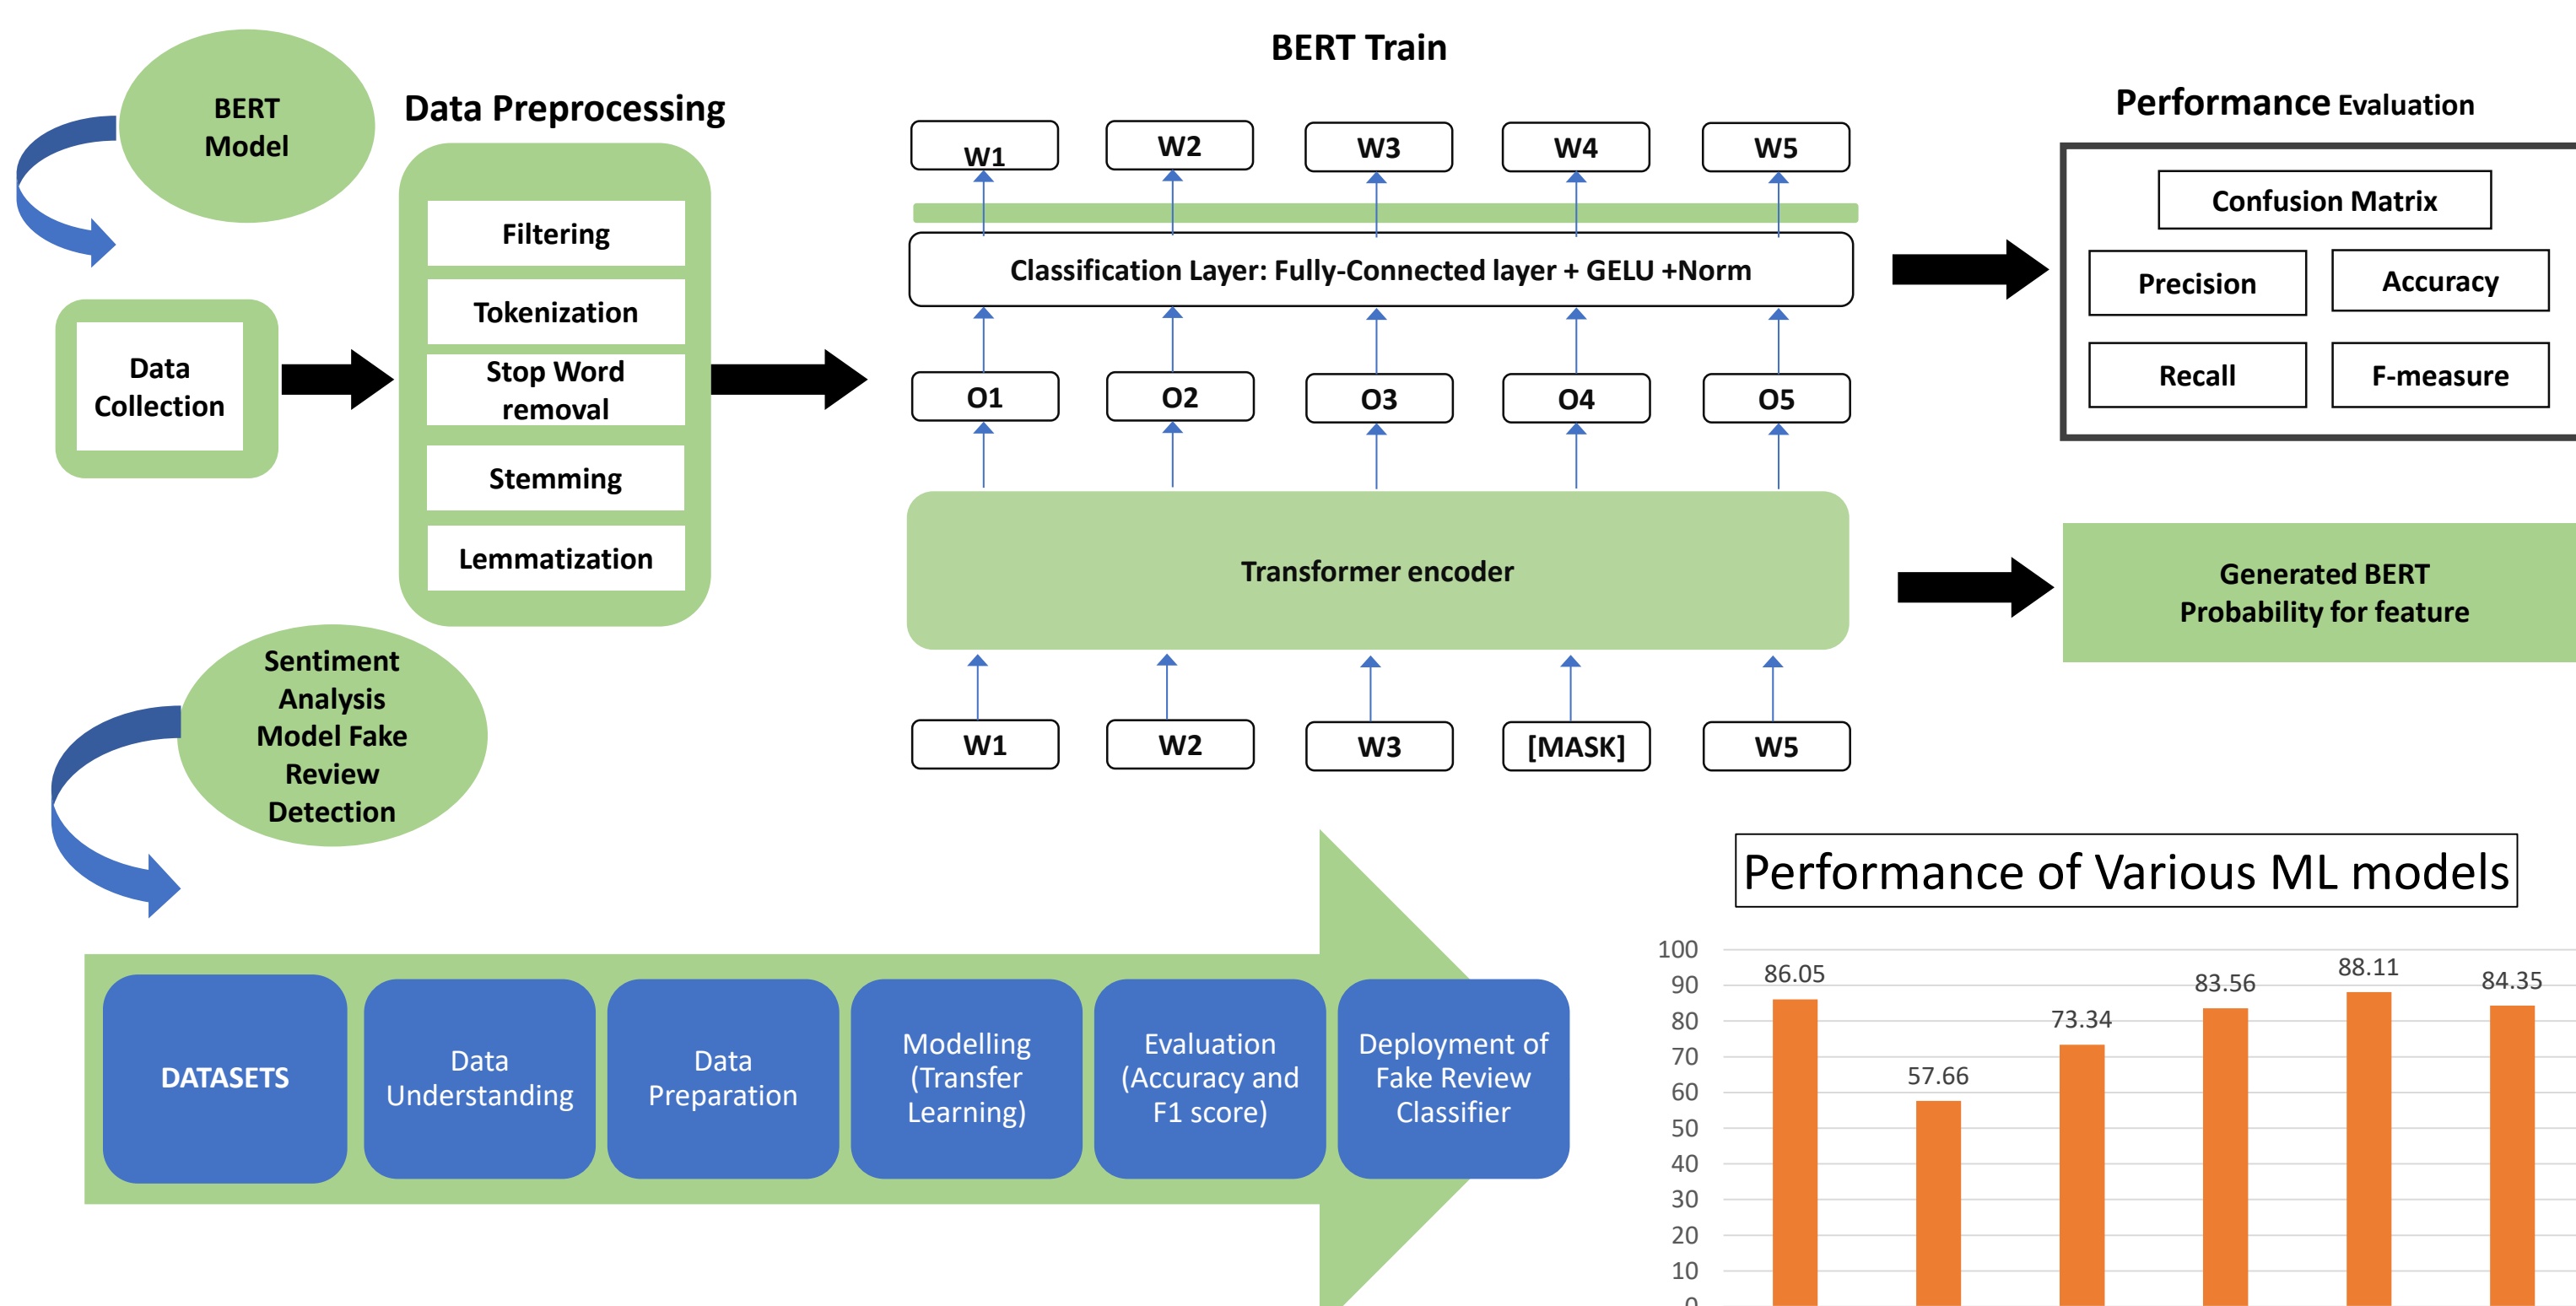 BERT Train
BERT
Model
Data Preprocessing
Performance Evaluation
W1 W2 W3 W4 W5
Confusion Matrix
Filtering
Classification Layer: Fully-Connected layer + GELU +Norm
Precision Accuracy
Tokenization
Data
Collection
Stop Word
removal
O1 O2 O3 O4 O5
Recall F-measure
Stemming
Lemmatization
Transformer encoder
Generated BERT
Probability for feature
Sentiment
Analysis
Model Fake
Review
Detection
W1 W2 W3 [MASK] W5
Performance of Various ML models
DATASETS
Data
Understanding
Data
Preparation
Modelling
(Transfer
Learning)
Evaluation
(Accuracy and
F1 score)
Deployment of
Fake Review
Classifier
100
90
80
70
60
50
40
30
20
10
0
86.05
57.66
73.34
83.56
88.11
84.35